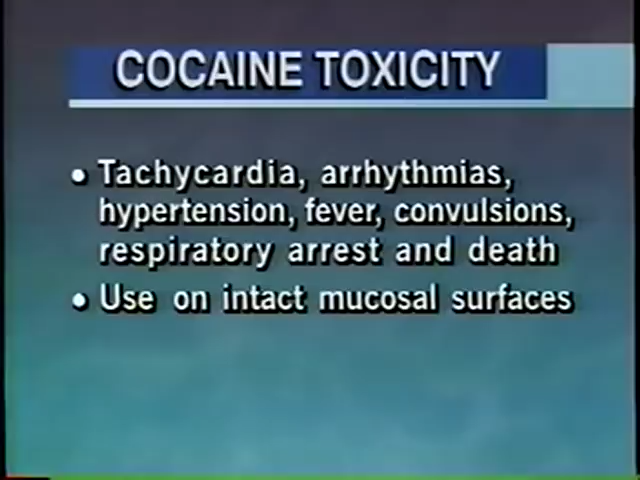 COCAINE TOXICITY
• Tachycardia, arrhythmias,
hypertension, fever, convulsions,
respiratory arrest and death
• Use on intact mucosal surfaces